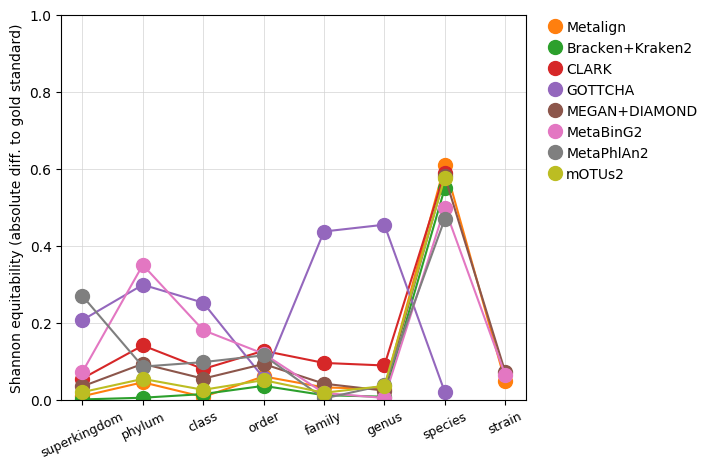 Shannon equitability (absolute diff. to gold standard)
1.0
0.8
0.6
0.4
0.2
0.0
superkingdom
phylum
class
order
family
genus
species
strain
Metalign
Bracken+Kraken2
CLARK
GOTTCHA
MEGAN+DIAMOND
MetaBinG2
MetaPhlAn2
mOTUs2